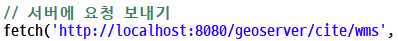 // 서버에 요청 보내기
fetch('http://localhost:8080/geoserver/cite/wms',